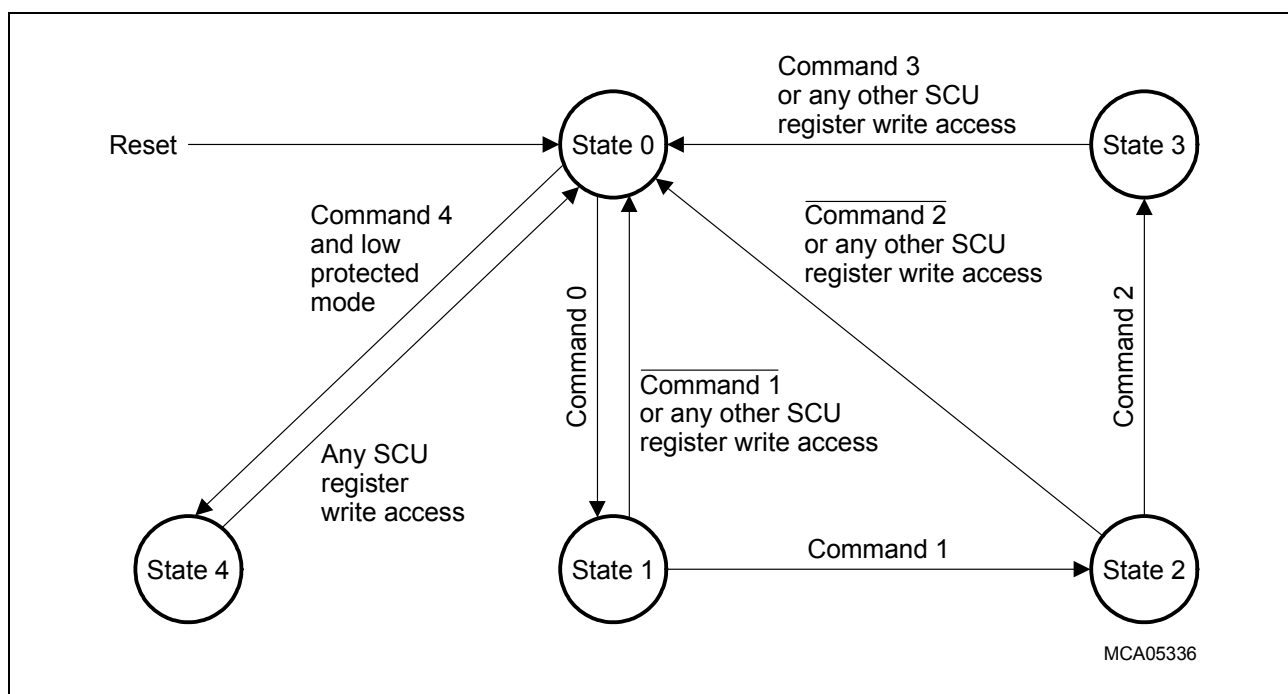 Command 3
or any other SCU
register write access
Reset
State 0
State 3
Command 4
and low
protected
mode
Command 2
or any other SCU
register write access
Command 0
Command 2
Command 1
or any other SCU
register write access
Any SCU
register
write access
State 4
State 1
Command 1
State 2
MCA05336